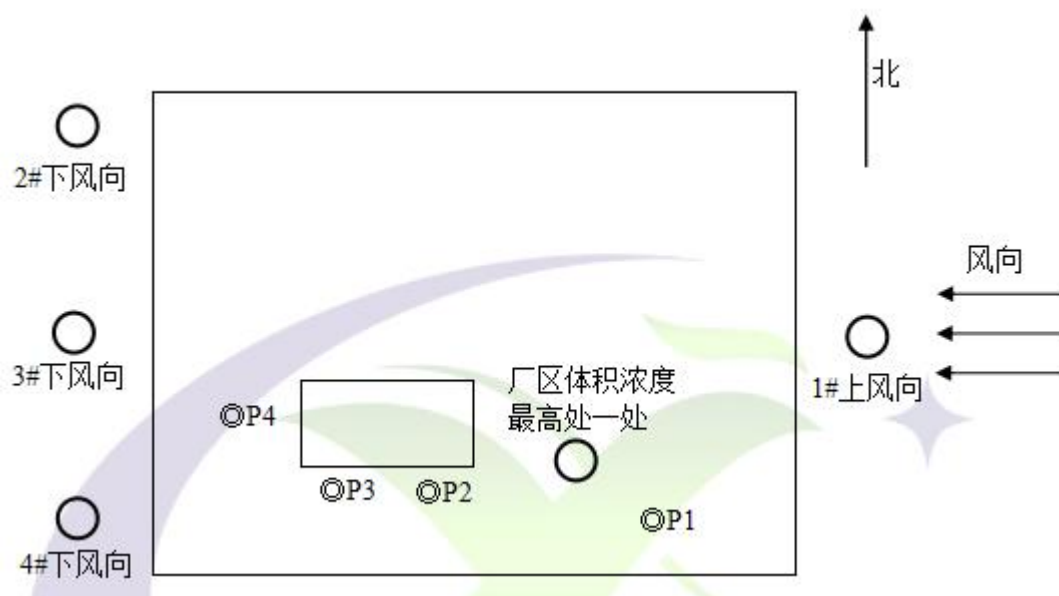 北
2#下风向
风向
3#下风向
1#上风向
厂区体积浓度
最高处一处
◎P4
◎P3
◎P2
◎P1
4#下风向